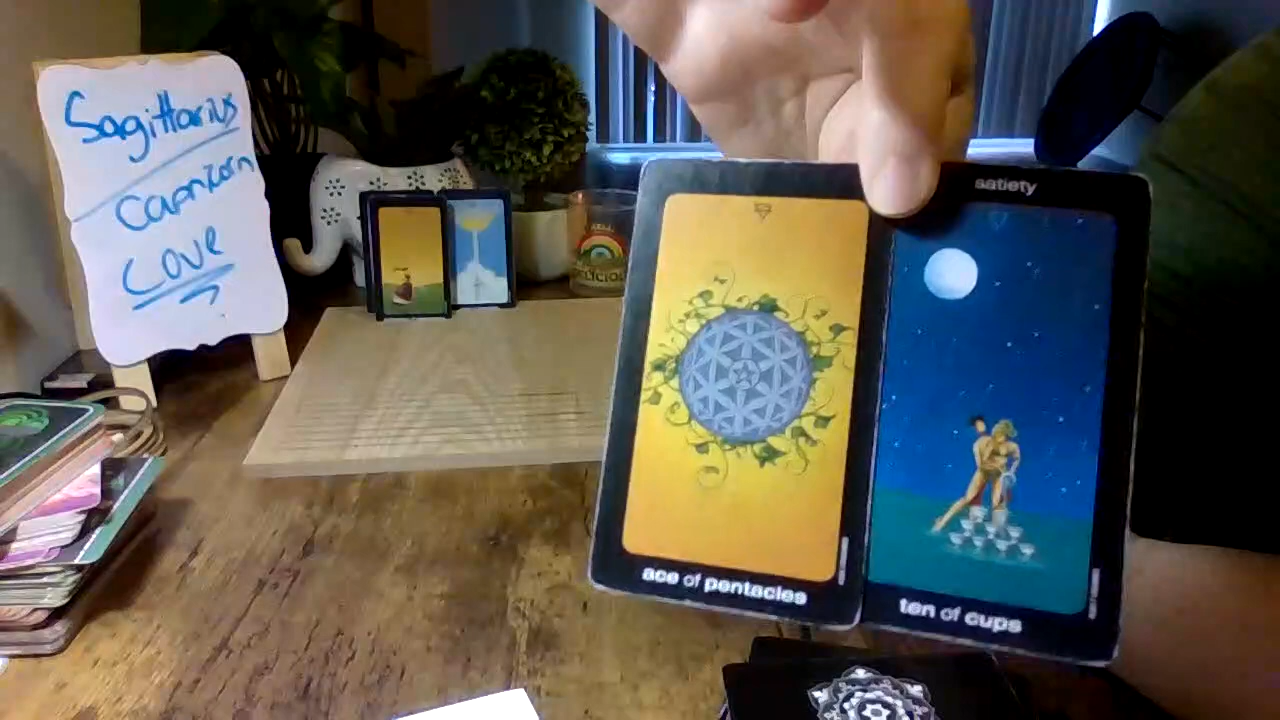 Sagittarius
Capricorn
Love
satiety
ace of pentacles
ten of cups